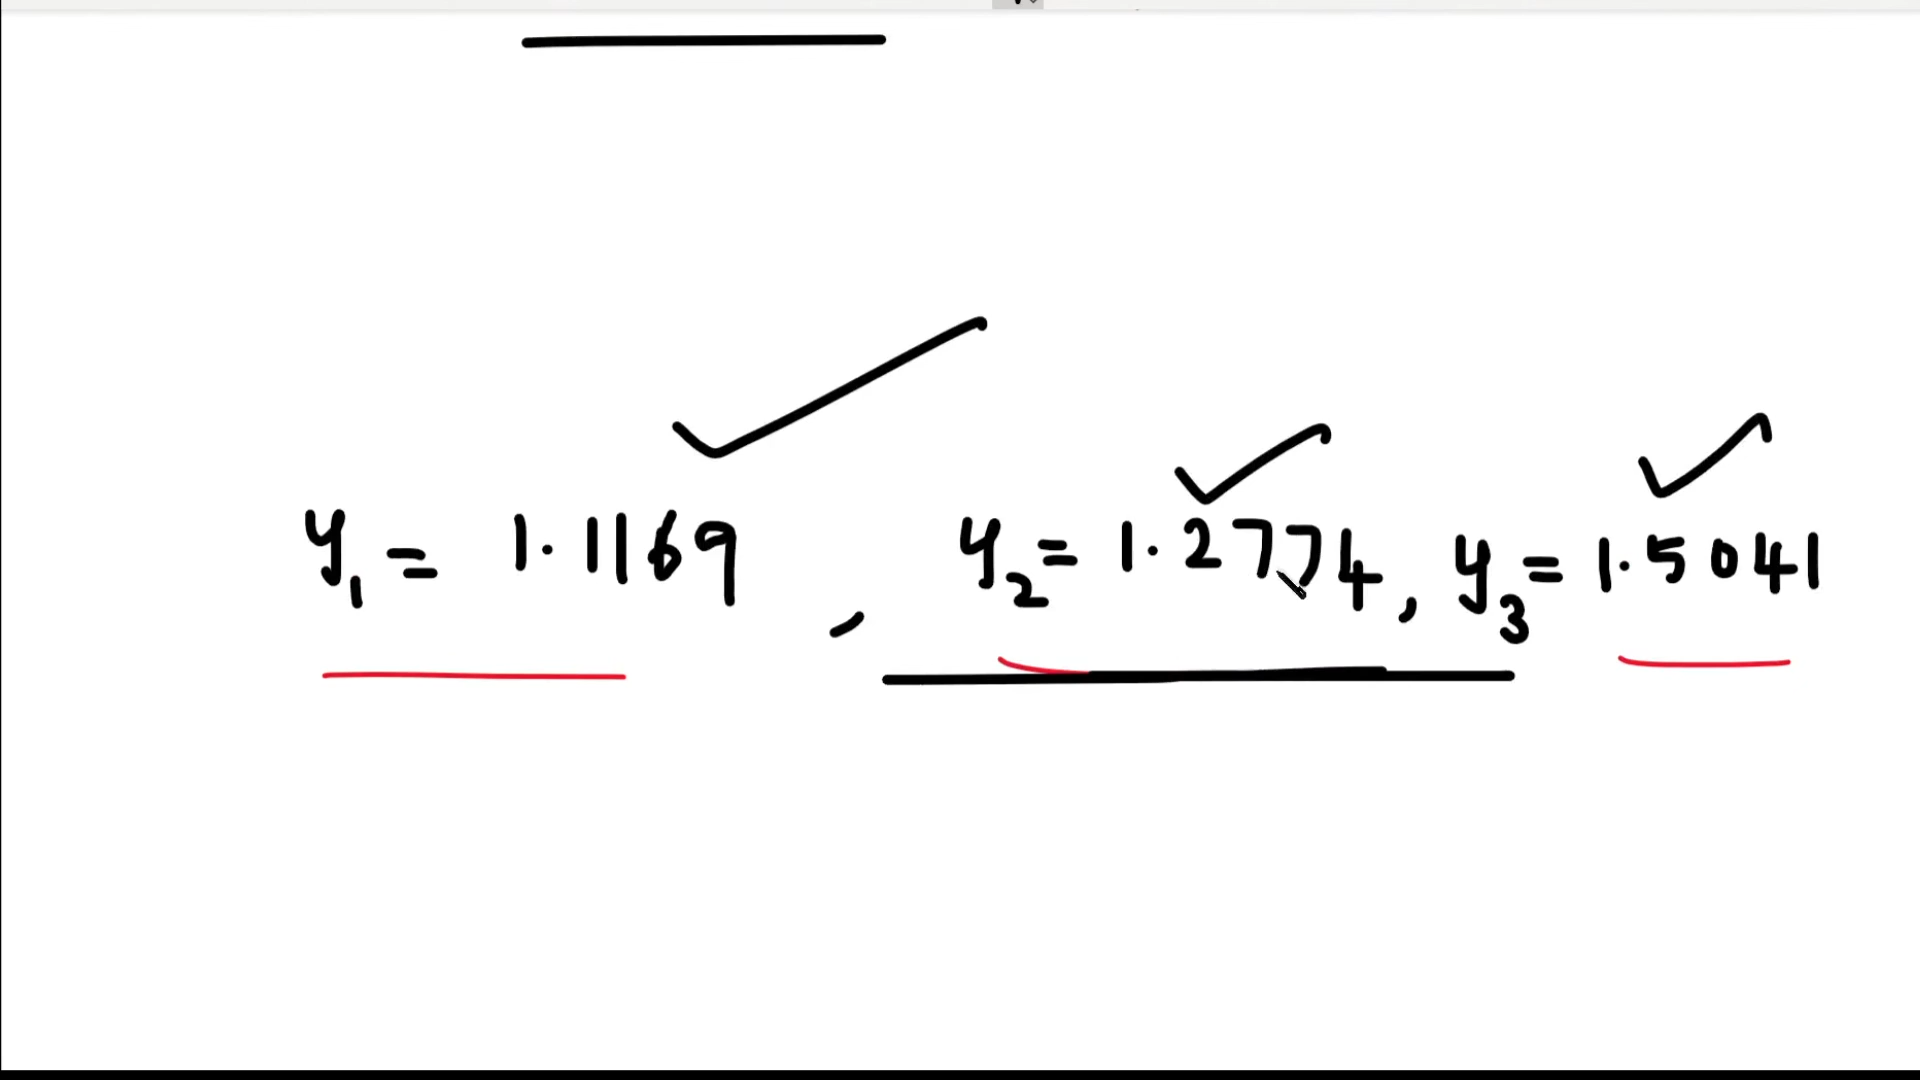 y₁ = 1.1169 , y₂ = 1.2774 , y₃ = 1.5041